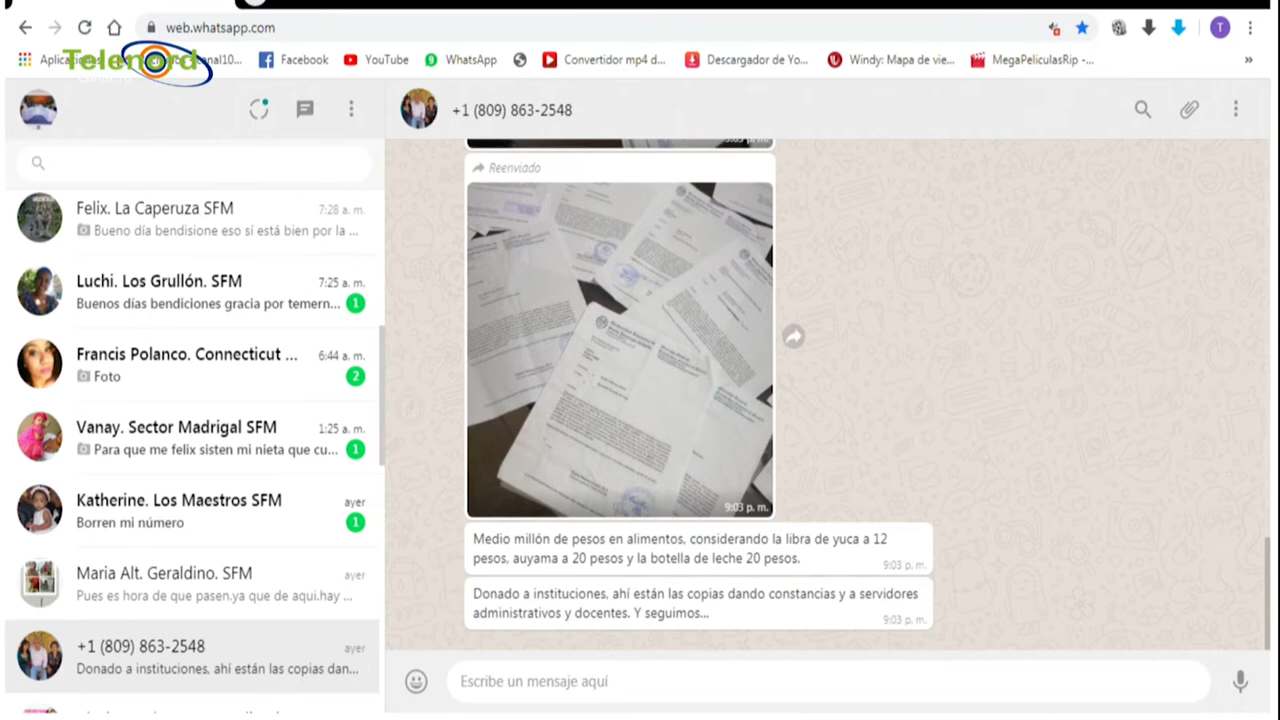 web.whatsapp.com
T
Telenord
Facebook
YouTube
WhatsApp
Convertidor mp4 d...
Descargador de Yo...
Windy: Mapa de vie...
MegaPeliculasRip -...
»
+1 (809) 863-2548
Felix. La Caperuza SFM
7:28 a. m.
Bueno día bendisione eso sí está bien por la ...
Luchi. Los Grullón. SFM
7:25 a. m.
Buenos días bendiciones gracia por temern...
1
Francis Polanco. Connecticut ...
6:44 a. m.
Foto
2
Vanay. Sector Madrigal SFM
1:25 a. m.
Para que me felix sisten mi nieta que cu...
1
Katherine. Los Maestros SFM
ayer
Borren mi número
1
Maria Alt. Geraldino. SFM
ayer
Pues es hora de que pasen.ya que de aqui.hay ...
+1 (809) 863-2548
ayer
Donado a instituciones, ahí están las copias dan...
Reenviado
9:03 p. m.
Medio millón de pesos en alimentos, considerando la libra de yuca a 12
pesos, auyama a 20 pesos y la botella de leche 20 pesos.
9:03 p. m.
Donado a instituciones, ahí están las copias dando constancias y a servidores
administrativos y docentes. Y seguimos...
9:03 p. m.
Escribe un mensaje aquí